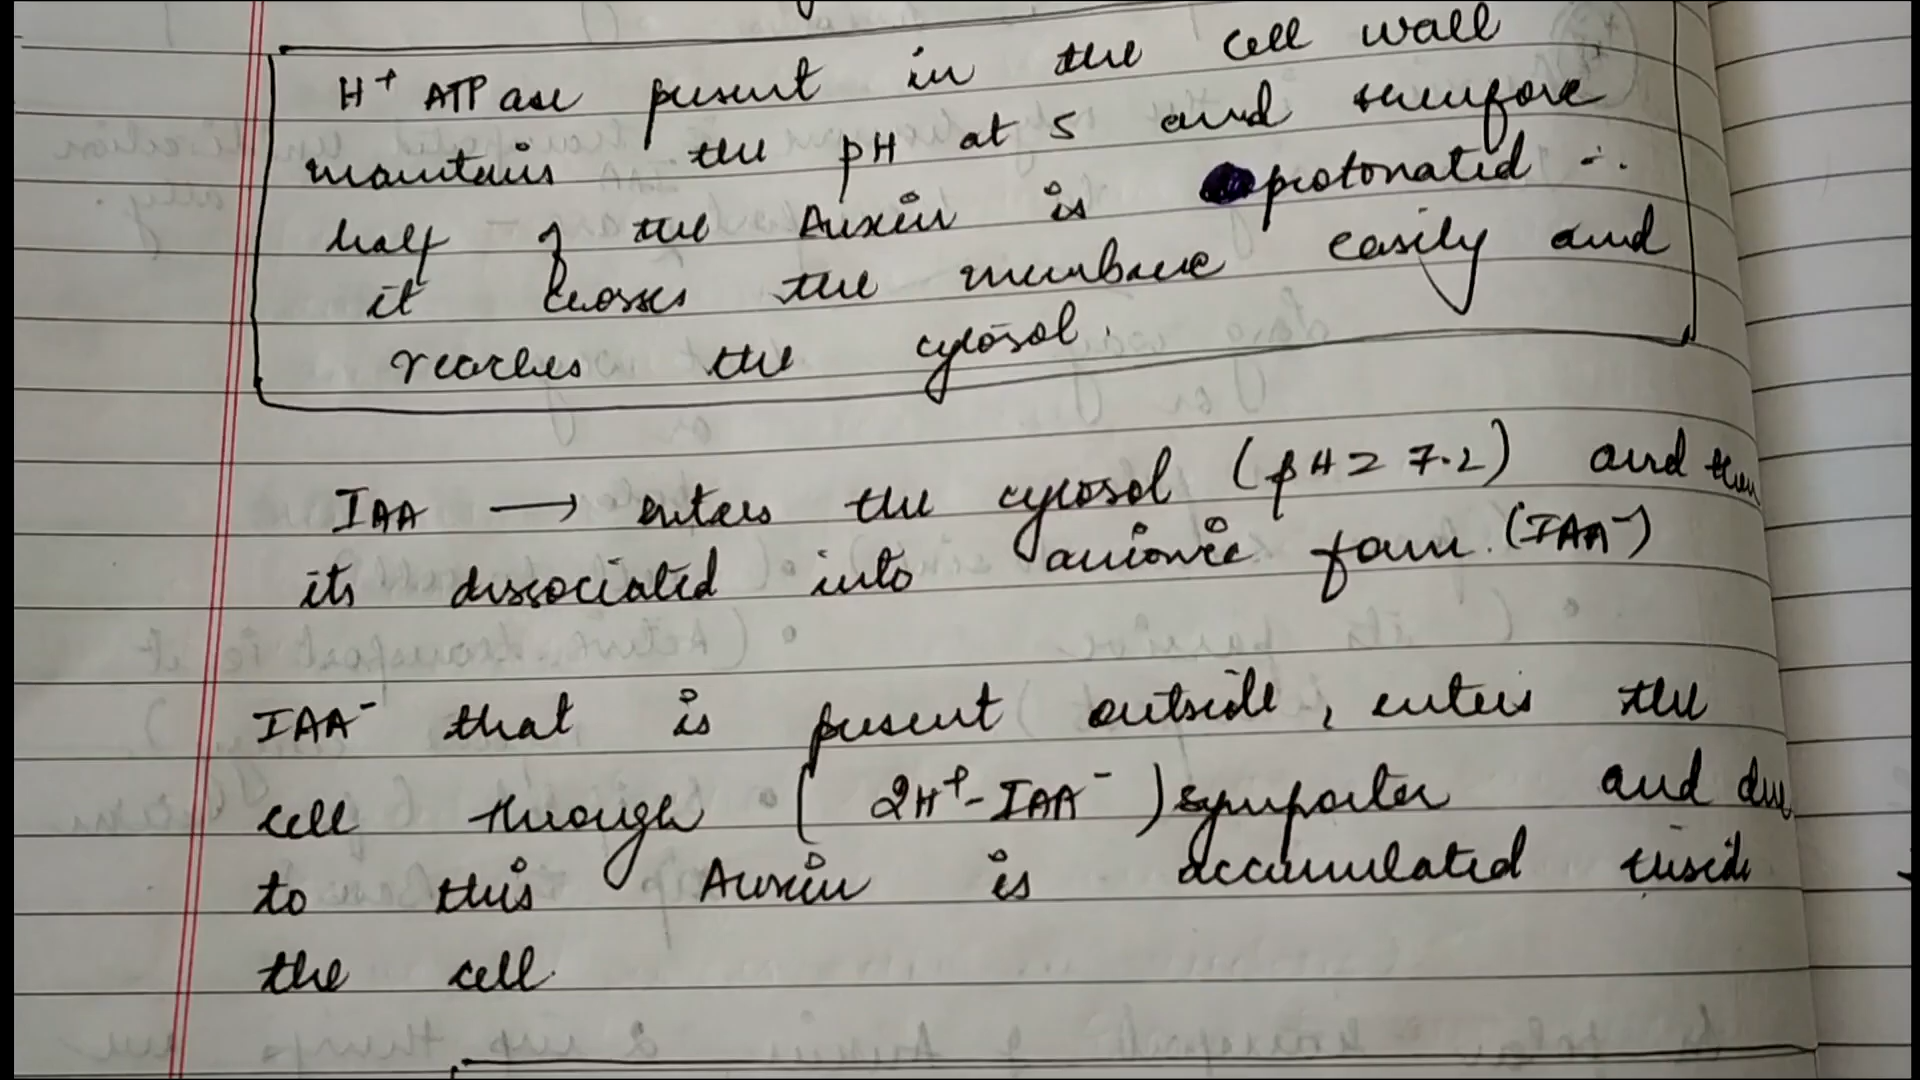 H⁺ ATP ase present in the cell wall
maintains the pH at 5 and therefore
half of the Auxin is protonated ∴
it crosses the membrane easily and
reaches the cytosol.
IAA → enters the cytosol (pH = 7.2) and then
its dissociated into anionic form. (IAA⁻)
IAA⁻ that is present outside, enters the
cell through (2H⁺-IAA⁻) symporter and due
to this Auxin is accumulated inside
the cell.